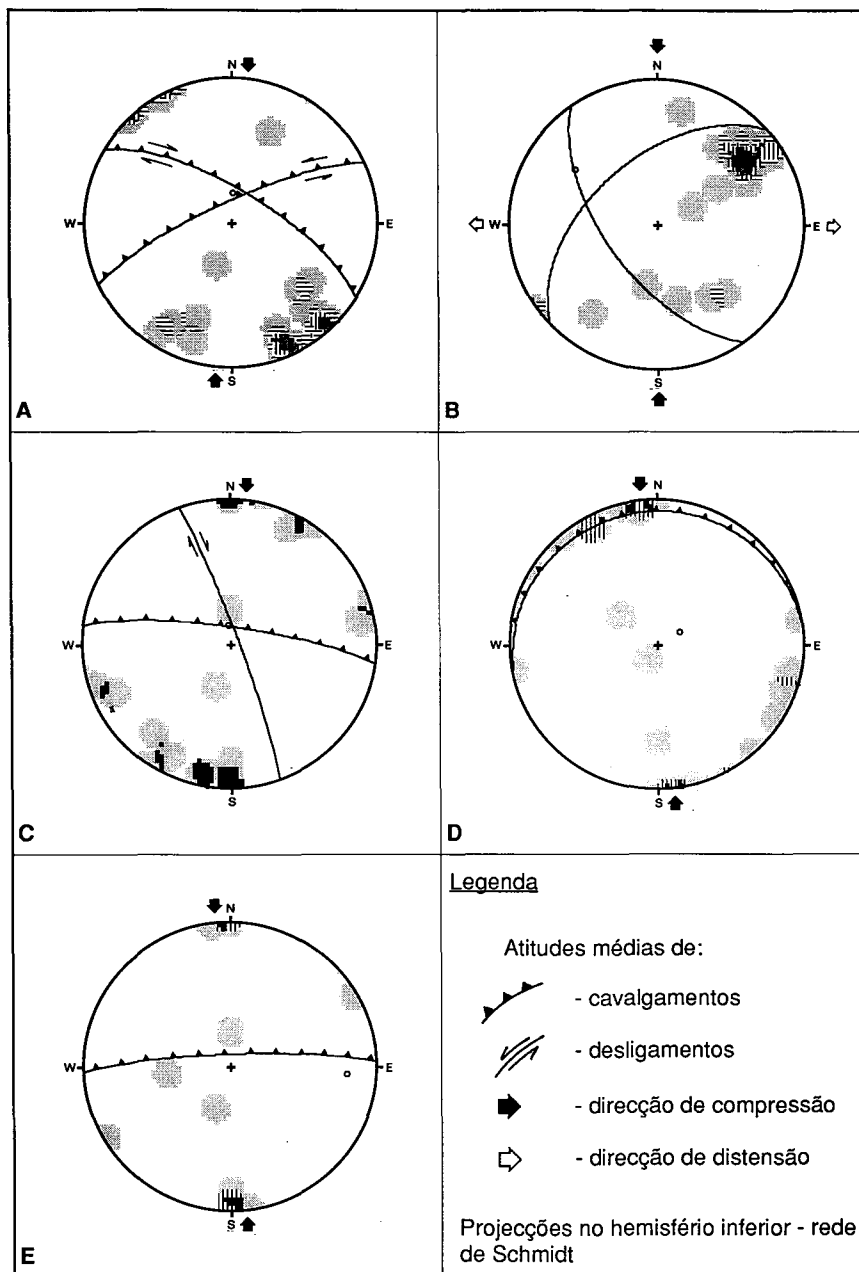 N
W
E
S
A
N
W
E
S
B
N
W
E
S
C
N
W
E
S
D
N
W
E
S
E
Legenda
Atitudes médias de:
- cavalgamentos
- desligamentos
- direcção de compressão
- direcção de distensão
Projecções no hemisfério inferior - rede
de Schmidt